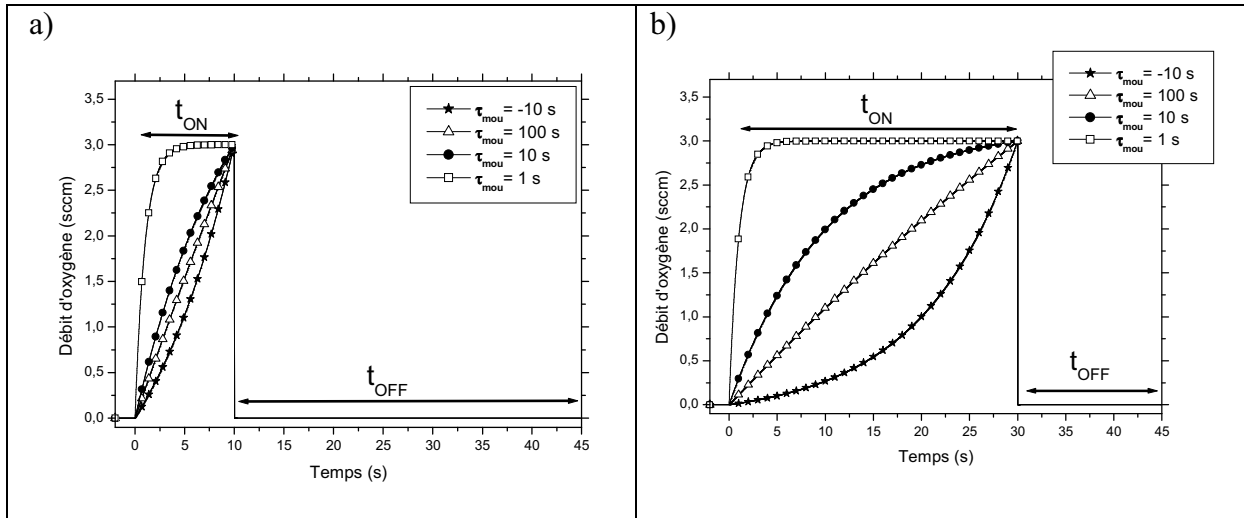 a)
3,5
3,0
2,5
2,0
1,5
1,0
0,5
0,0
Débit d'oxygène (sccm)
0 5 10 15 20 25 30 35 40 45
Temps (s)
t_ON
t_OFF
τ_mou = -10 s
τ_mou = 100 s
τ_mou = 10 s
τ_mou = 1 s
b)
3,5
3,0
2,5
2,0
1,5
1,0
0,5
0,0
Débit d'oxygène (sccm)
0 5 10 15 20 25 30 35 40 45
Temps (s)
t_ON
t_OFF
τ_mou = -10 s
τ_mou = 100 s
τ_mou = 10 s
τ_mou = 1 s